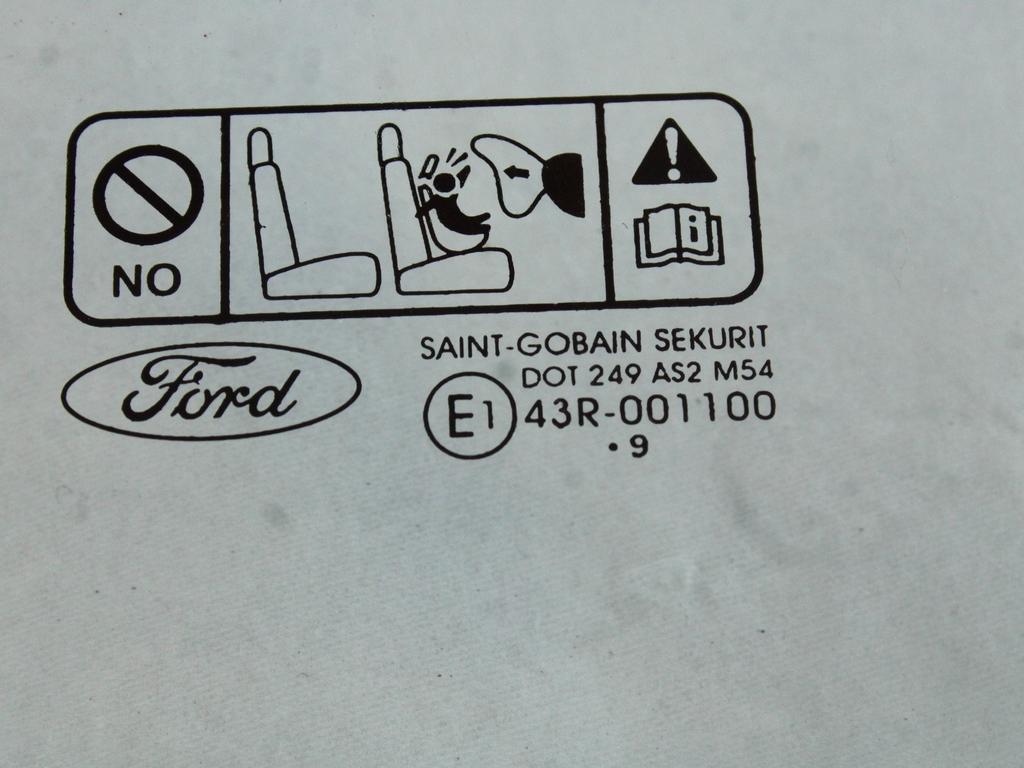 NO
i
Ford
SAINT-GOBAIN SEKURIT
DOT 249 AS2 M54
E1 43R-001100
·9